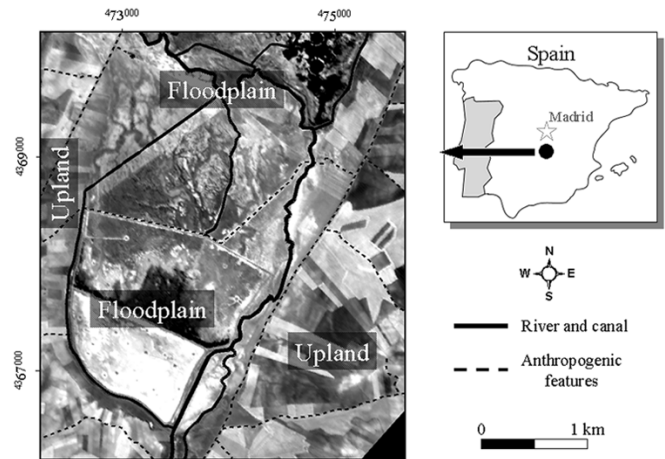 473⁰⁰⁰
475⁰⁰⁰
4369⁰⁰⁰
4367⁰⁰⁰
Floodplain
Upland
Floodplain
Upland
Spain
Madrid
N
W E
S
River and canal
Anthropogenic
features
0 1 km